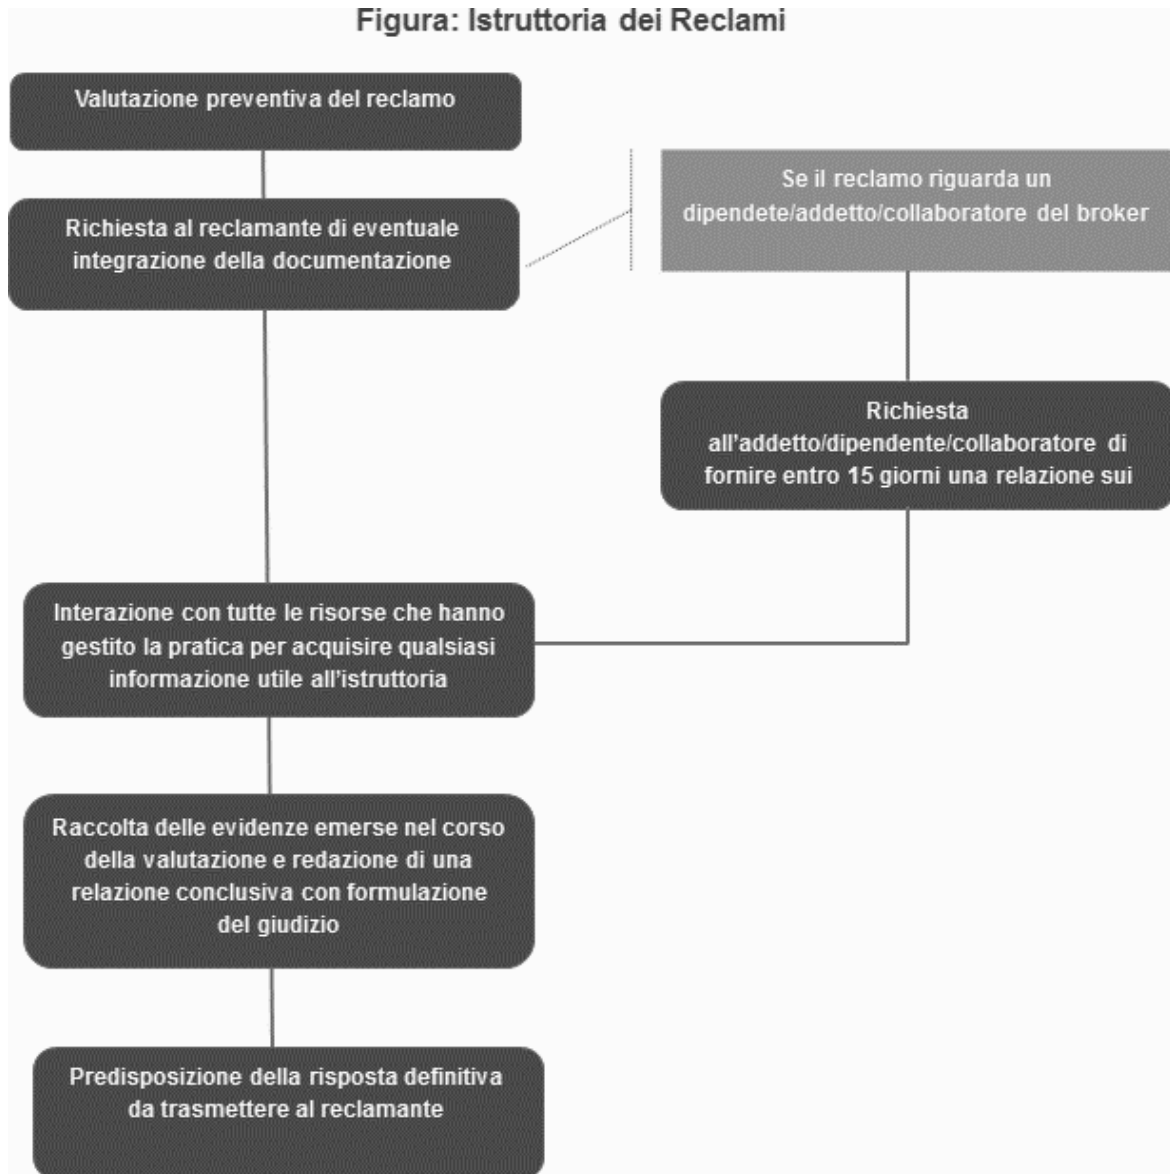 Figura: Istruttoria dei Reclami
Valutazione preventiva del reclamo
Richiesta al reclamante di eventuale
integrazione della documentazione
Se il reclamo riguarda un
dipendete/addetto/collaboratore del broker
Richiesta
all'addetto/dipendente/collaboratore di
fornire entro 15 giorni una relazione sui
Interazione con tutte le risorse che hanno
gestito la pratica per acquisire qualsiasi
informazione utile all'istruttoria
Raccolta delle evidenze emerse nel corso
della valutazione e redazione di una
relazione conclusiva con formulazione
del giudizio
Predisposizione della risposta definitiva
da trasmettere al reclamante